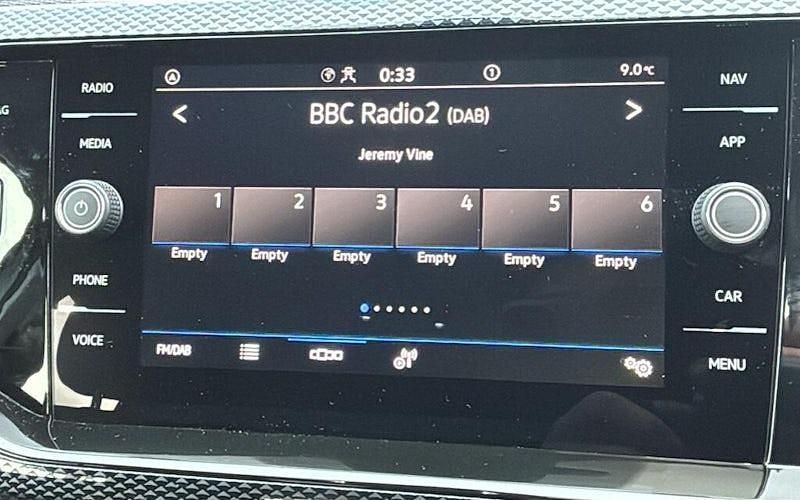 RADIO
MEDIA
PHONE
VOICE
0:33
1
9.0°C
< BBC Radio2 (DAB) >
Jeremy Vine
1 2 3 4 5 6
Empty Empty Empty Empty Empty Empty
FM/DAB
NAV
APP
CAR
MENU